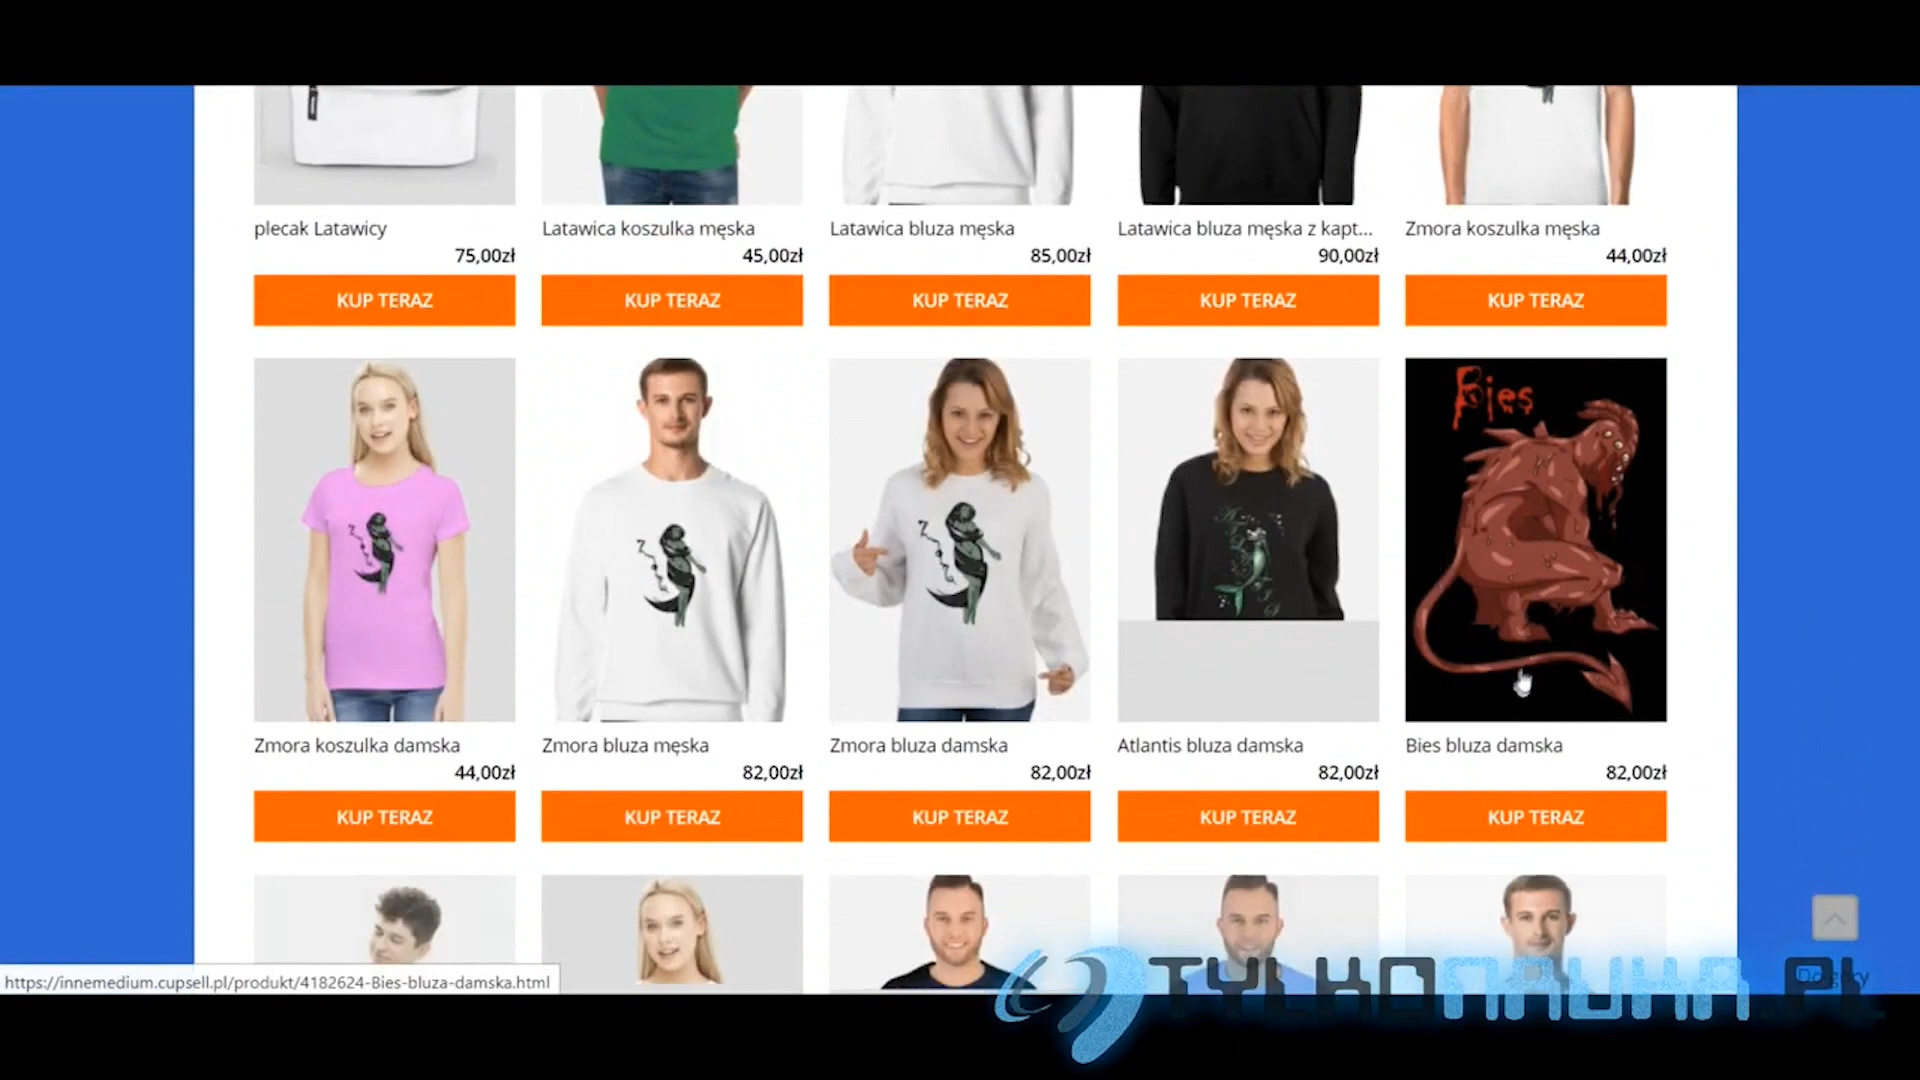 plecak Latawicy
75,00zł
KUP TERAZ
Latawica koszulka męska
45,00zł
KUP TERAZ
Latawica bluza męska
85,00zł
KUP TERAZ
Latawica bluza męska z kapt...
90,00zł
KUP TERAZ
Zmora koszulka męska
44,00zł
KUP TERAZ
Zmora koszulka damska
44,00zł
KUP TERAZ
Zmora bluza męska
82,00zł
KUP TERAZ
Zmora bluza damska
82,00zł
KUP TERAZ
Atlantis bluza damska
82,00zł
KUP TERAZ
Bies
Bies bluza damska
82,00zł
KUP TERAZ
Do góry
https://innemedium.cupsell.pl/produkt/4182624-Bies-bluza-damska.html
TYLKONAUKA.PL